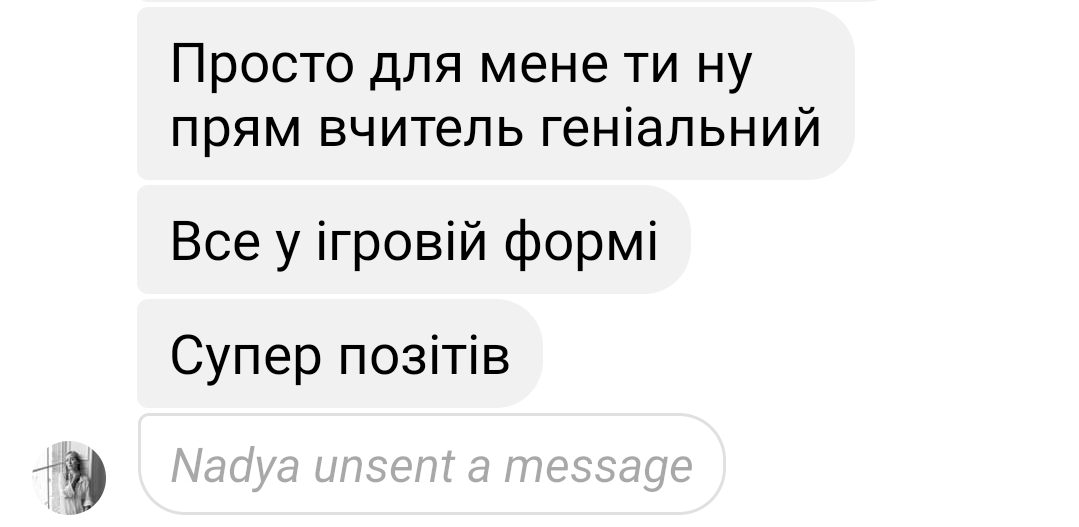 Просто для мене ти ну
прям вчитель геніальний
Все у ігровій формі
Супер позітів
Nadya unsent a message